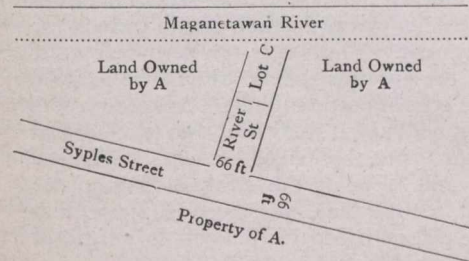 Maganetawan River
Land Owned
by A
River
St
Lot C
Land Owned
by A
Syples Street
66 ft
66
ft
Property of A.